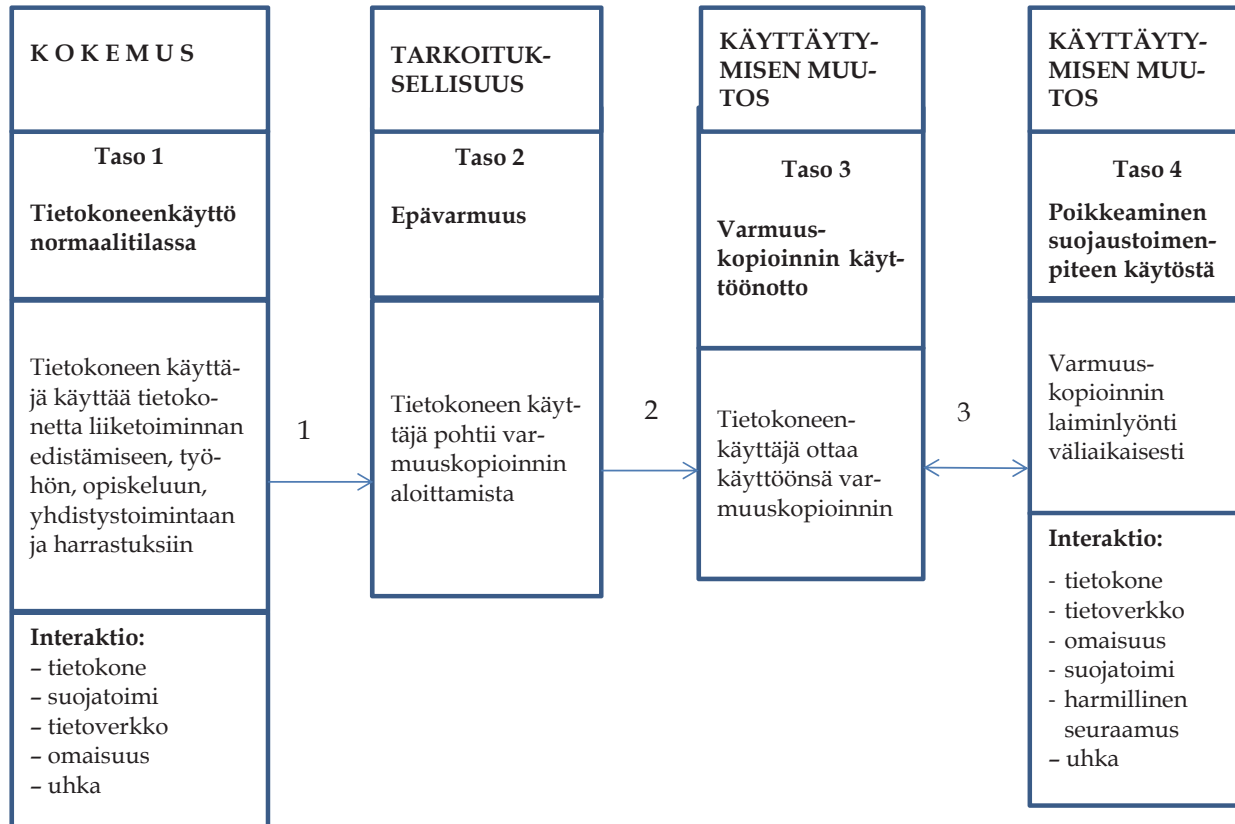 K O K E M U S
Taso 1
Tietokoneenkäyttö
normaalitilassa
Tietokoneen käyttä-
jä käyttää tietoko-
netta liiketoiminnan
edistämiseen, työ-
hön, opiskeluun,
yhdistystoimintaan
ja harrastuksiin
Interaktio:
– tietokone
– suojatoimi
– tietoverkko
– omaisuus
– uhka
1
TARKOITUK-
SELLISUUS
Taso 2
Epävarmuus
Tietokoneen käyt-
täjä pohtii var-
muuskopioinnin
aloittamista
2
KÄYTTÄYTY-
MISEN MUU-
TOS
Taso 3
Varmuus-
kopioinnin käyt-
töönotto
Tietokoneen-
käyttäjä ottaa
käyttöönsä var-
muuskopioinnin
3
KÄYTTÄYTY-
MISEN MUU-
TOS
Taso 4
Poikkeaminen
suojaustoimen-
piteen käytöstä
Varmuus-
kopioinnin
laiminlyönti
väliaikaisesti
Interaktio:
- tietokone
- tietoverkko
- omaisuus
- suojatoimi
- harmillinen
seuraamus
– uhka